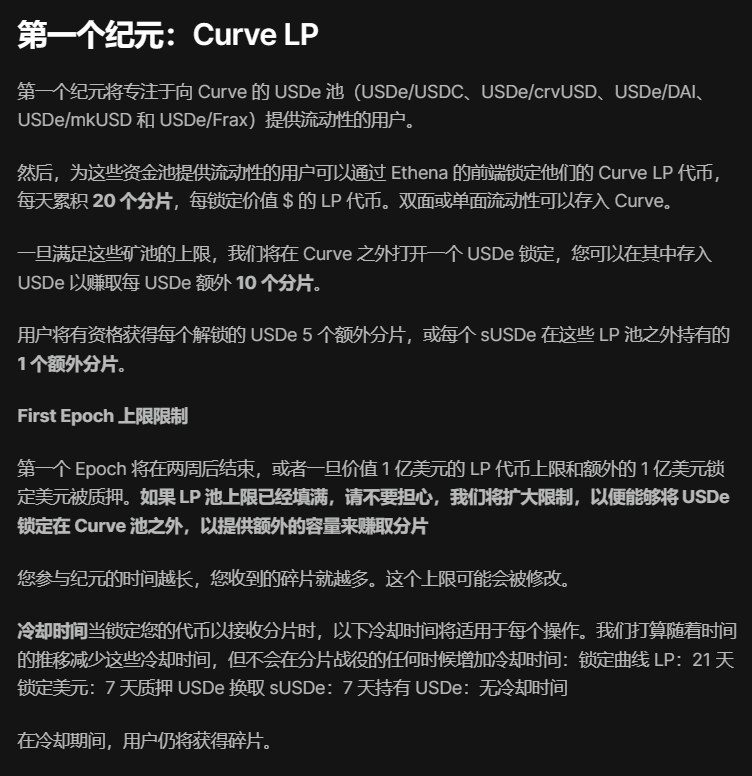 第一个纪元：Curve LP
第一个纪元将专注于向 Curve 的 USDe 池（USDe/USDC、USDe/crvUSD、USDe/DAI、
USDe/mkUSD 和 USDe/Frax）提供流动性的用户。
然后，为这些资金池提供流动性的用户可以通过 Ethena 的前端锁定他们的 Curve LP 代币，
每天累积 20 个分片，每锁定价值 $ 的 LP 代币。双面或单面流动性可以存入 Curve。
一旦满足这些矿池的上限，我们将在 Curve 之外打开一个 USDe 锁定，您可以在其中存入
USDe 以赚取每 USDe 额外 10 个分片。
用户将有资格获得每个解锁的 USDe 5 个额外分片，或每个 sUSDe 在这些 LP 池之外持有的
1 个额外分片。
First Epoch 上限限制
第一个 Epoch 将在两周后结束，或者一旦价值 1 亿美元的 LP 代币上限和额外的 1 亿美元锁
定美元被质押。如果 LP 池上限已经填满，请不要担心，我们将扩大限制，以便能够将 USDe
锁定在 Curve 池之外，以提供额外的容量来赚取分片
您参与纪元的时间越长，您收到的碎片就越多。这个上限可能会被修改。
冷却时间当锁定您的代币以接收分片时，以下冷却时间将适用于每个操作。我们打算随着时间
的推移减少这些冷却时间，但不会在分片战役的任何时候增加冷却时间：锁定曲线 LP：21 天
锁定美元：7 天质押 USDe 换取 sUSDe：7 天持有 USDe：无冷却时间
在冷却期间，用户仍将获得碎片。